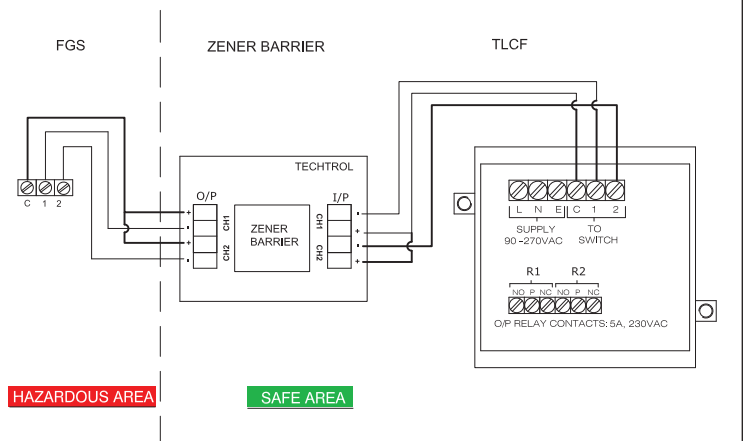 FGS
ZENER BARRIER
TLCF
C 1 2
TECHTROL
O/P
I/P
+
-
+
-
CH1
CH2
ZENER
BARRIER
CH1
CH2
-
+
-
+
L N E C 1 2
SUPPLY
90-270VAC
TO
SWITCH
R1 R2
NO P NC NO P NC
O/P RELAY CONTACTS: 5A, 230VAC
HAZARDOUS AREA
SAFE AREA